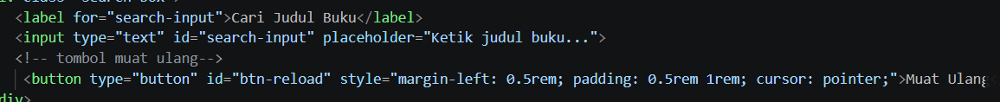 <label for="search-input">Cari Judul Buku</label>
<input type="text" id="search-input" placeholder="Ketik judul buku...">
<!-- tombol muat ulang-->
<button type="button" id="btn-reload" style="margin-left: 0.5rem; padding: 0.5rem 1rem; cursor: pointer;">Muat Ulang
div>